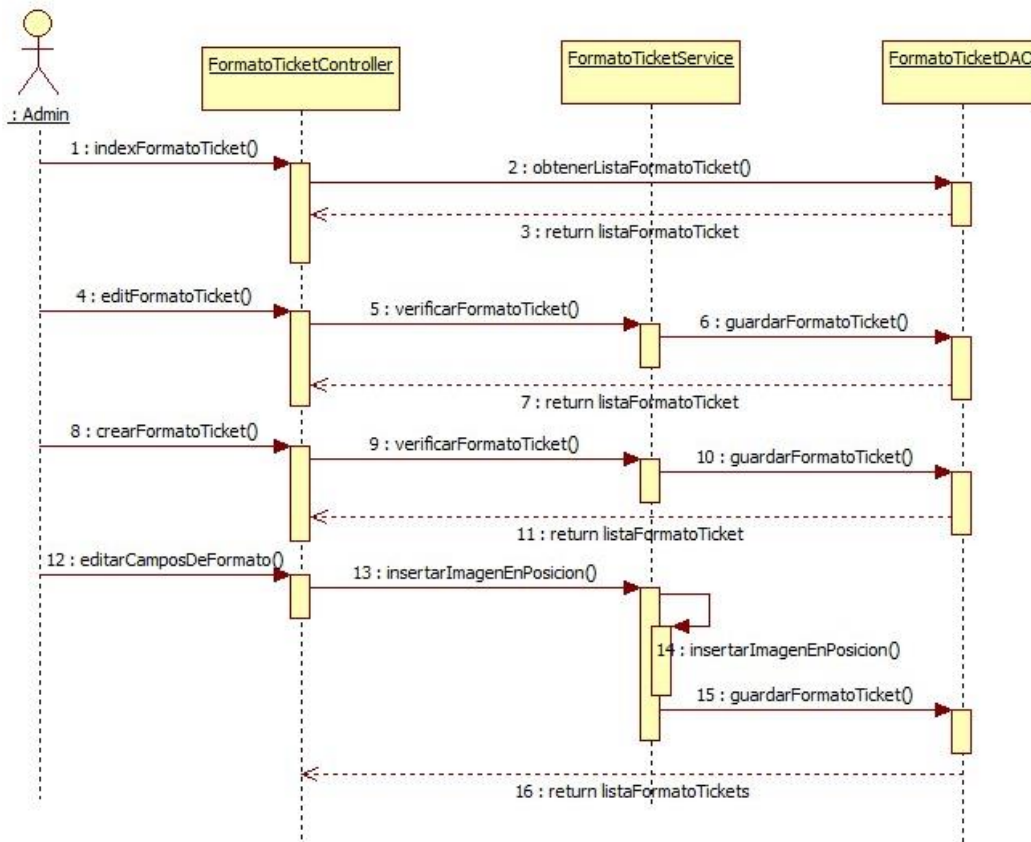 : Admin
FormatoTicketController
FormatoTicketService
FormatoTicketDAO
1 : indexFormatoTicket()
2 : obtenerListaFormatoTicket()
3 : return listaFormatoTicket
4 : editFormatoTicket()
5 : verificarFormatoTicket()
6 : guardarFormatoTicket()
7 : return listaFormatoTicket
8 : crearFormatoTicket()
9 : verificarFormatoTicket()
10 : guardarFormatoTicket()
11 : return listaFormatoTicket
12 : editarCamposDeFormato()
13 : insertarImagenEnPosicion()
14 : insertarImagenEnPosicion()
15 : guardarFormatoTicket()
16 : return listaFormatoTickets